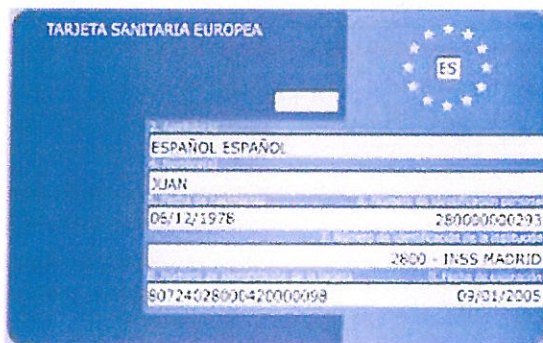 TARJETA SANITARIA EUROPEA
ES
ESPAÑOL ESPAÑOL
JUAN
06/12/1978 280000000293
2800 - INSS MADRID
80724028000420000098 09/01/2005